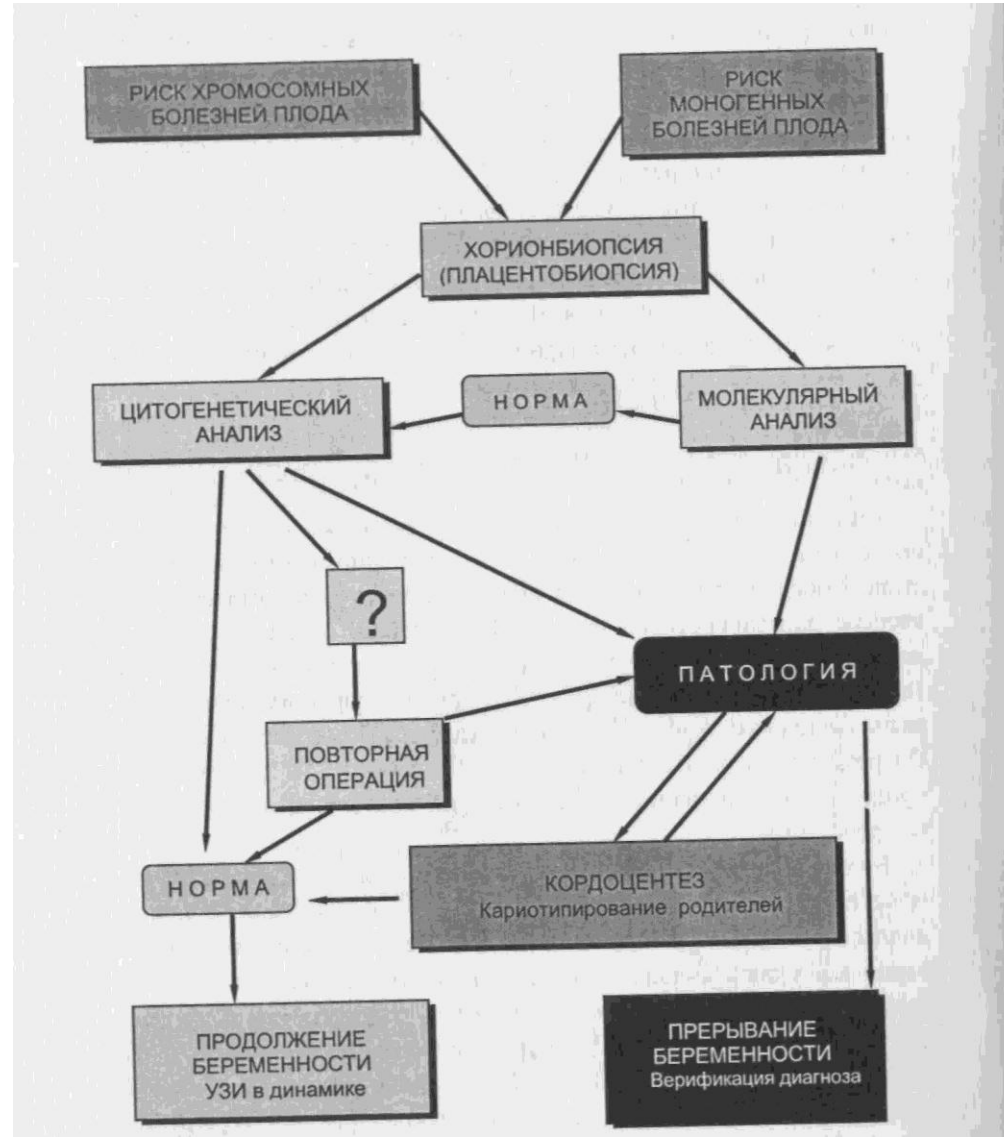 РИСК ХРОМОСОМНЫХ
БОЛЕЗНЕЙ ПЛОДА
РИСК
МОНОГЕННЫХ
БОЛЕЗНЕЙ ПЛОДА
ХОРИОНБИОПСИЯ
(ПЛАЦЕНТОБИОПСИЯ)
ЦИТОГЕНЕТИЧЕСКИЙ
АНАЛИЗ
НОРМА
МОЛЕКУЛЯРНЫЙ
АНАЛИЗ
?
ПАТОЛОГИЯ
ПОВТОРНАЯ
ОПЕРАЦИЯ
НОРМА
КОРДОЦЕНТЕЗ
Кариотипирование родителей
ПРОДОЛЖЕНИЕ
БЕРЕМЕННОСТИ
УЗИ в динамике
ПРЕРЫВАНИЕ
БЕРЕМЕННОСТИ
Верификация диагноза